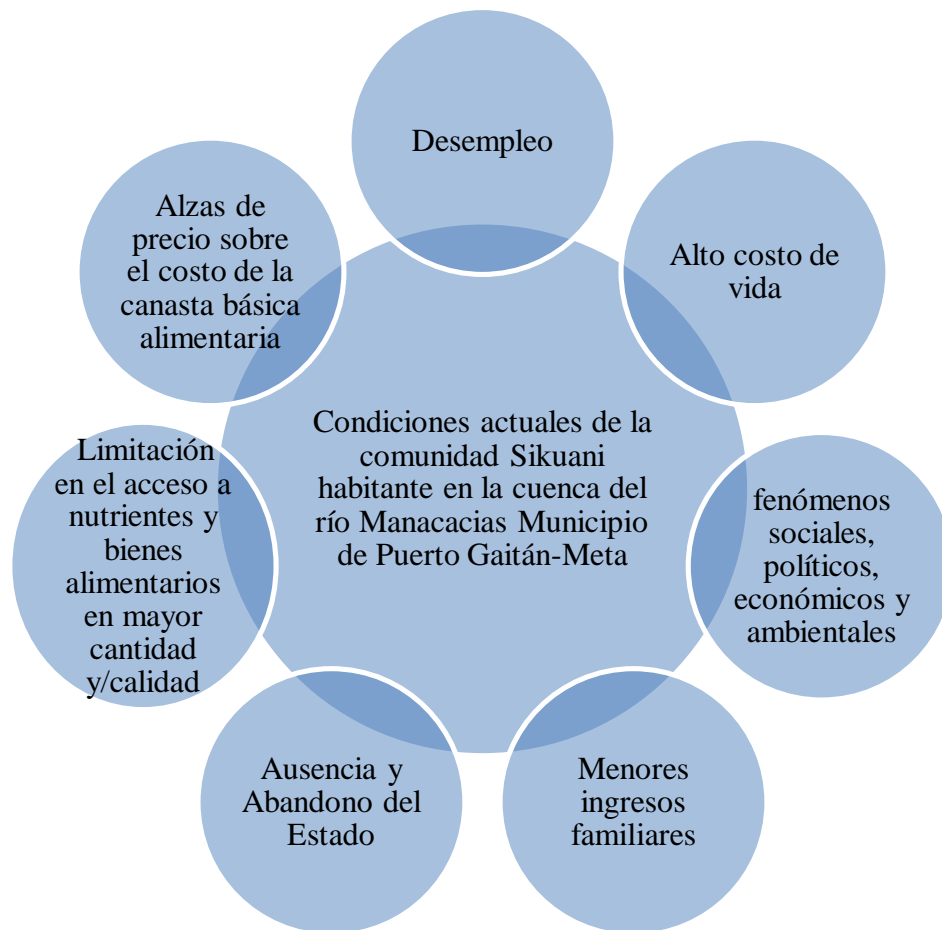 Desempleo
Alto costo de
vida
fenómenos
sociales,
políticos,
económicos y
ambientales
Menores
ingresos
familiares
Ausencia y
Abandono del
Estado
Limitación
en el acceso a
nutrientes y
bienes
alimentarios
en mayor
cantidad
y/calidad
Alzas de
precio sobre
el costo de la
canasta básica
alimentaria
Condiciones actuales de la
comunidad Sikuani
habitante en la cuenca del
río Manacacias Municipio
de Puerto Gaitán-Meta